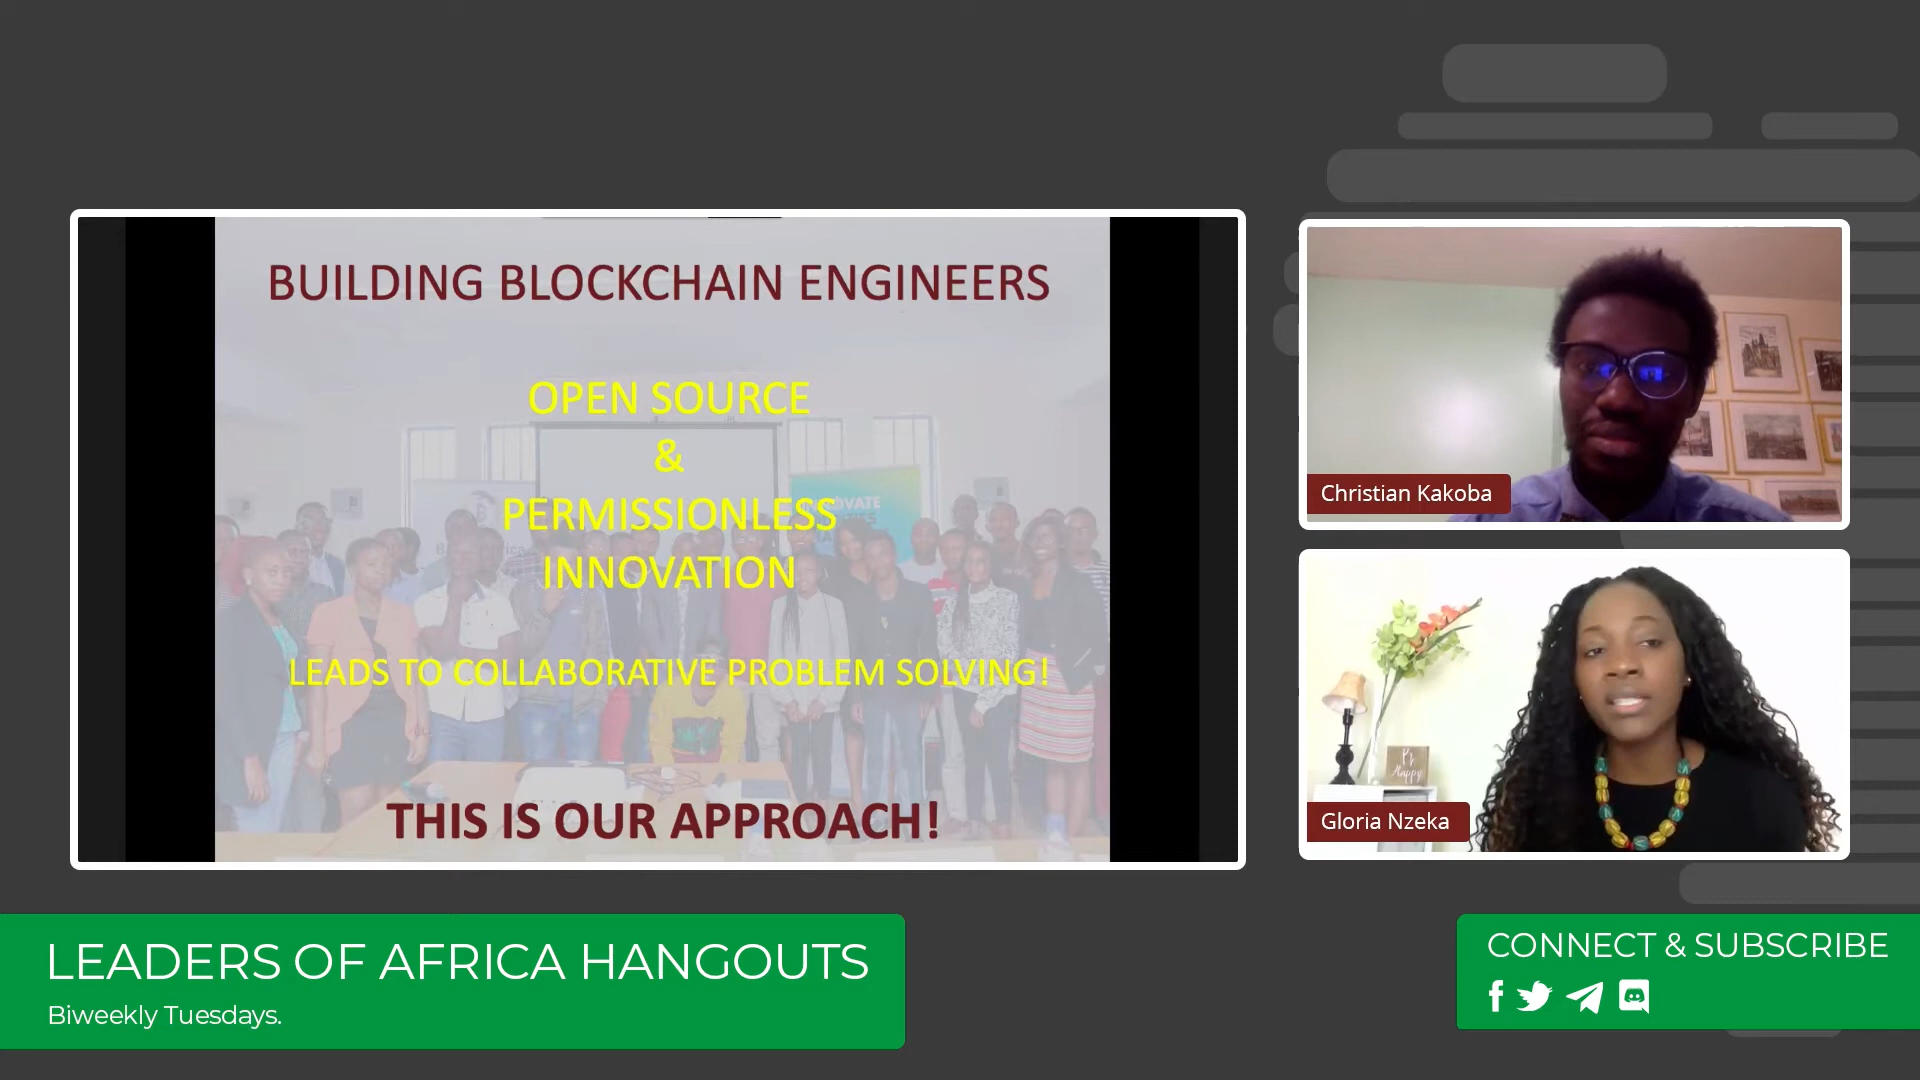 BUILDING BLOCKCHAIN ENGINEERS
OPEN SOURCE
&
PERMISSIONLESS
INNOVATION
LEADS TO COLLABORATIVE PROBLEM SOLVING!
THIS IS OUR APPROACH!
Christian Kakoba
Gloria Nzeka
LEADERS OF AFRICA HANGOUTS
Biweekly Tuesdays.
CONNECT & SUBSCRIBE